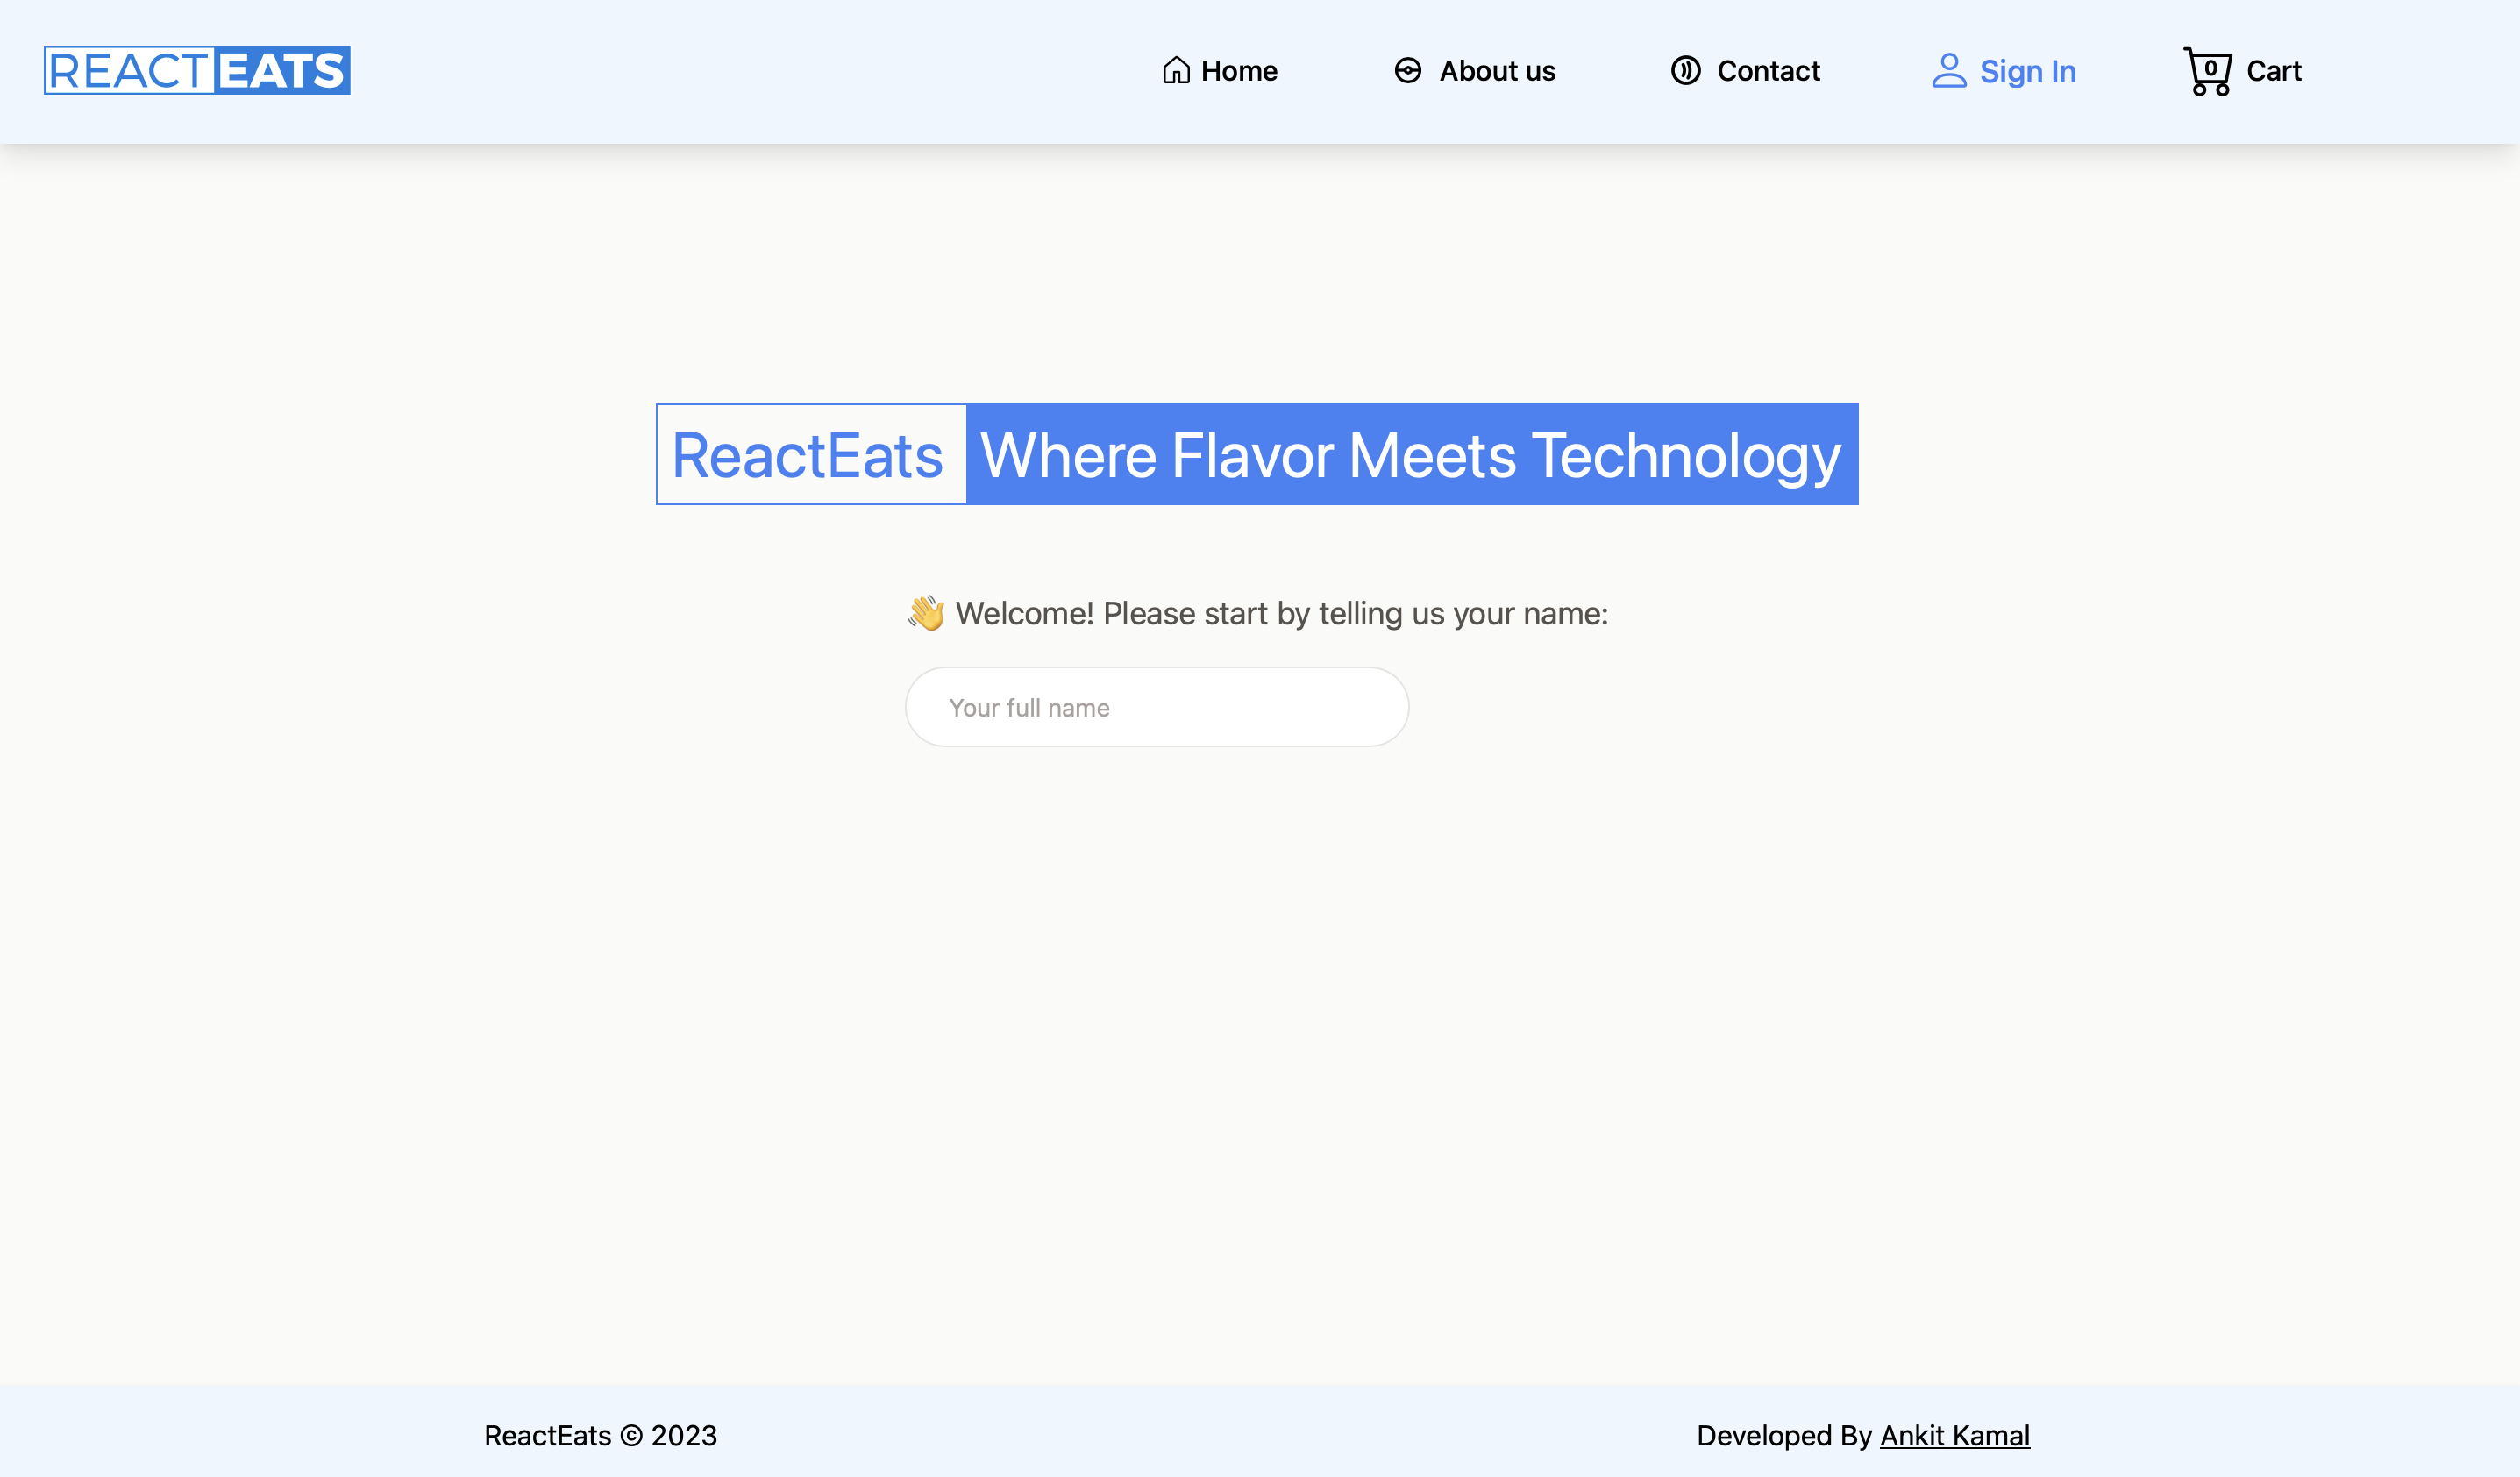 REACTEATS
Home
About us
Contact
Sign In
0
Cart
ReactEats Where Flavor Meets Technology
👋 Welcome! Please start by telling us your name:
Your full name
ReactEats © 2023
Developed By Ankit Kamal